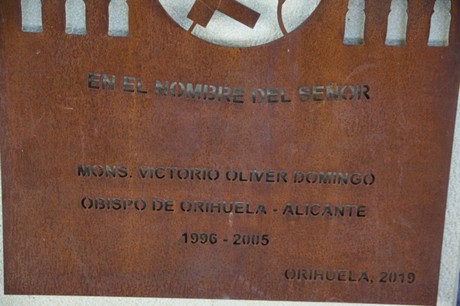 EN EL NOMBRE DEL SEÑOR
MONS. VICTORIO OLIVER DOMINGO
OBISPO DE ORIHUELA - ALICANTE
1996 - 2005
ORIHUELA, 2019